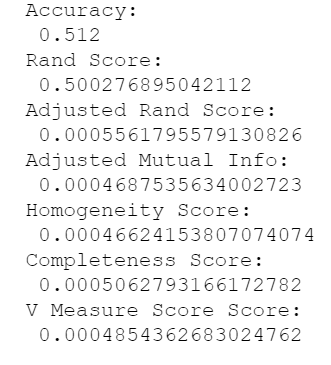 Accuracy:
0.512
Rand Score:
0.500276895042112
Adjusted Rand Score:
0.0005561795579130826
Adjusted Mutual Info:
0.0004687535634002723
Homogeneity Score:
0.00046624153807074074
Completeness Score:
0.0005062793166172782
V Measure Score Score:
0.0004854362683024762